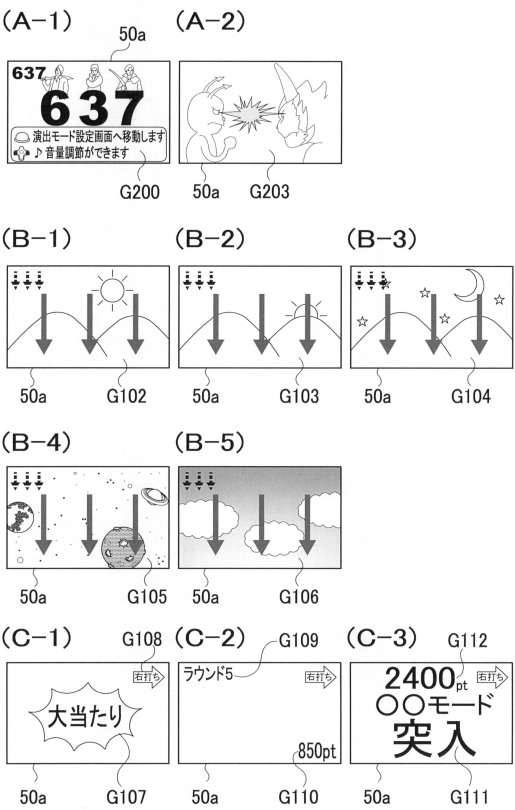 (A-1)
(A-2)
50a
637
637
演出モード設定画面へ移動します
♪音量調節ができます
G200
50a
G203
(B-1)
(B-2)
(B-3)
50a
G102
50a
G103
50a
G104
(B-4)
(B-5)
50a
G105
50a
G106
(C-1)
G108
(C-2)
G109
(C-3)
G112
右打ち
大当たり
ラウンド5
右打ち
850pt
2400pt
右打ち
○○モード
突入
50a
G107
50a
G110
50a
G111